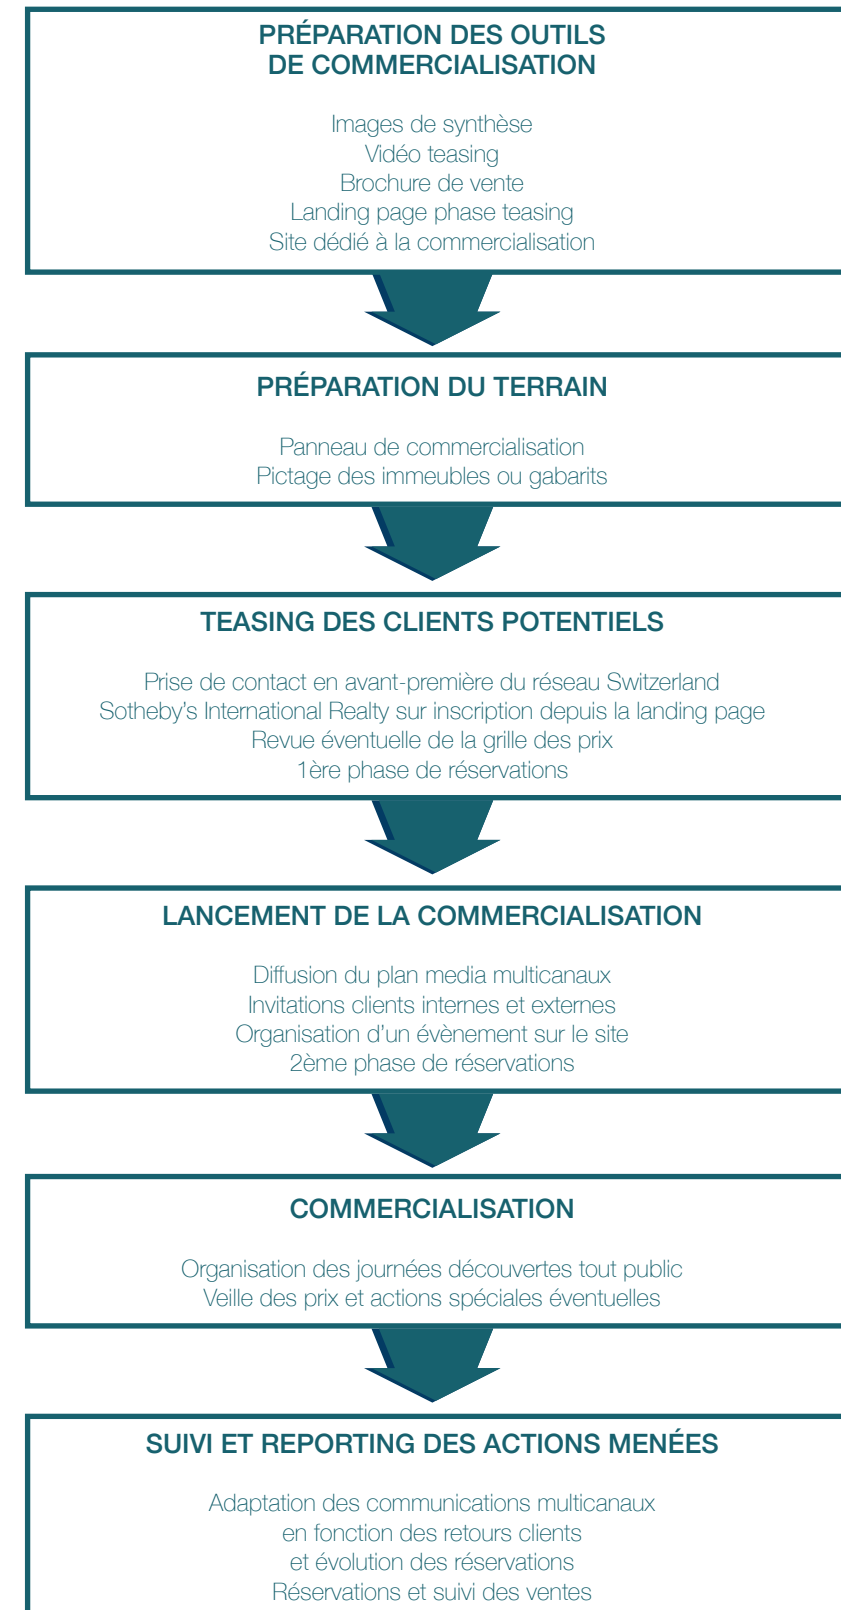 PRÉPARATION DES OUTILS
DE COMMERCIALISATION
Images de synthèse
Vidéo teasing
Brochure de vente
Landing page phase teasing
Site dédié à la commercialisation
PRÉPARATION DU TERRAIN
Panneau de commercialisation
Pictage des immeubles ou gabarits
TEASING DES CLIENTS POTENTIELS
Prise de contact en avant-première du réseau Switzerland
Sotheby’s International Realty sur inscription depuis la landing page
Revue éventuelle de la grille des prix
1ère phase de réservations
LANCEMENT DE LA COMMERCIALISATION
Diffusion du plan media multicanaux
Invitations clients internes et externes
Organisation d’un évènement sur le site
2ème phase de réservations
COMMERCIALISATION
Organisation des journées découvertes tout public
Veille des prix et actions spéciales éventuelles
SUIVI ET REPORTING DES ACTIONS MENÉES
Adaptation des communications multicanaux
en fonction des retours clients
et évolution des réservations
Réservations et suivi des ventes